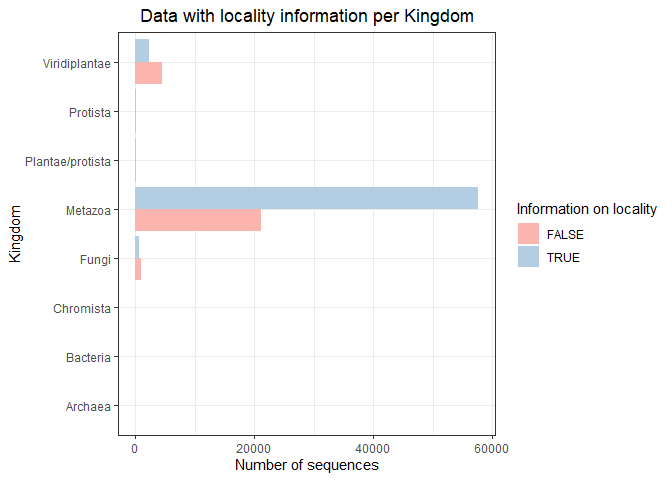 Data with locality information per Kingdom
Kingdom
Viridiplantae
Protista
Plantae/protista
Metazoa
Fungi
Chromista
Bacteria
Archaea
0 20000 40000 60000
Number of sequences
Information on locality
FALSE
TRUE